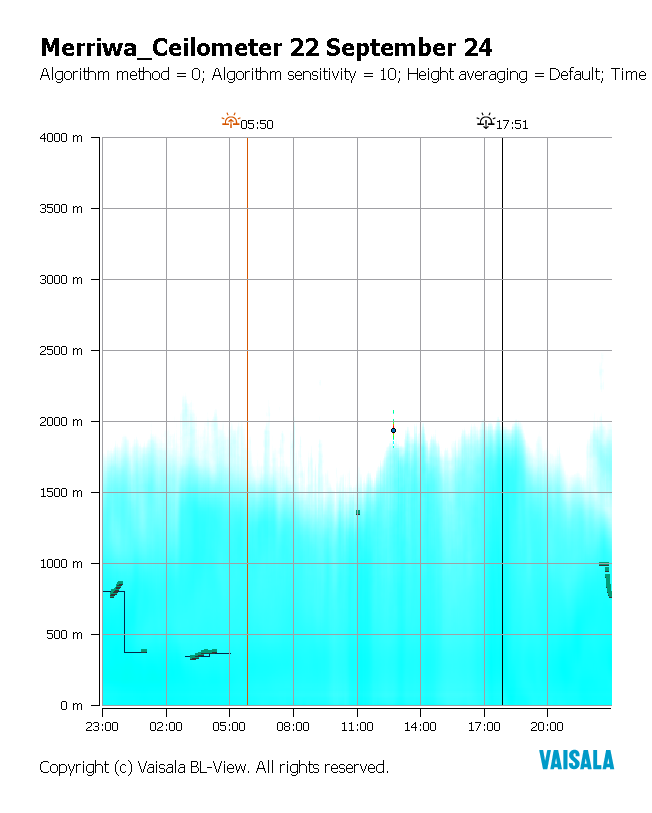 Merriwa_Ceilometer 22 September 24
Algorithm method = 0; Algorithm sensitivity = 10; Height averaging = Default; Time
05:50
17:51
4000 m
3500 m
3000 m
2500 m
2000 m
1500 m
1000 m
500 m
0 m
23:00 02:00 05:00 08:00 11:00 14:00 17:00 20:00
Copyright (c) Vaisala BL-View. All rights reserved.
VAISALA